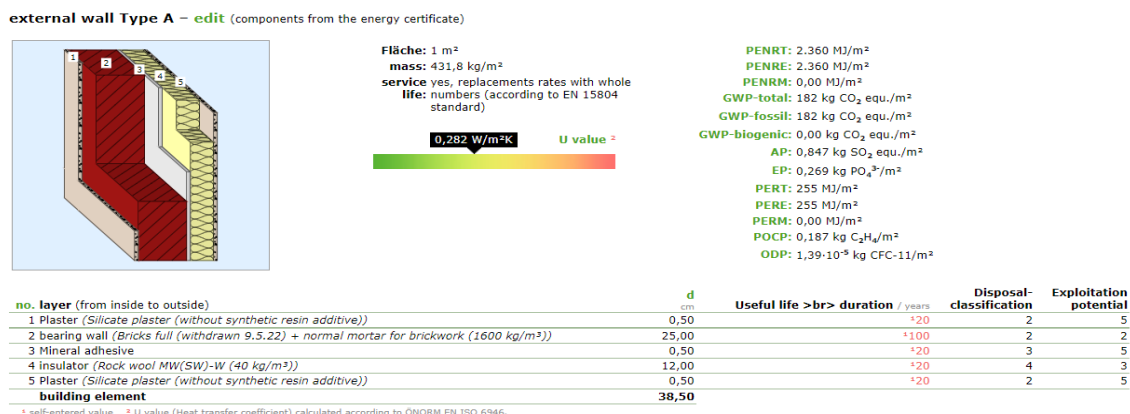 external wall Type A – edit (components from the energy certificate)
1
2
3
4
5
Fläche: 1 m²
mass: 431,8 kg/m²
service life: yes, replacements rates with whole
numbers (according to EN 15804
standard)
0,282 W/m²K U value ²
PENRT: 2.360 MJ/m²
PENRE: 2.360 MJ/m²
PENRM: 0,00 MJ/m²
GWP-total: 182 kg CO₂ equ./m²
GWP-fossil: 182 kg CO₂ equ./m²
GWP-biogenic: 0,00 kg CO₂ equ./m²
AP: 0,847 kg SO₂ equ./m²
EP: 0,269 kg PO₄³⁻/m²
PERT: 255 MJ/m²
PERE: 255 MJ/m²
PERM: 0,00 MJ/m²
POCP: 0,187 kg C₂H₄/m²
ODP: 1,39·10⁻⁵ kg CFC-11/m²
no. layer (from inside to outside) d cm Useful life >br> duration / years Disposal-classification Exploitation potential
1 Plaster (Silicate plaster (without synthetic resin additive)) 0,50 ¹20 2 5
2 bearing wall (Bricks full (withdrawn 9.5.22) + normal mortar for brickwork (1600 kg/m³)) 25,00 ¹100 2 2
3 Mineral adhesive 0,50 ¹20 3 5
4 insulator (Rock wool MW(SW)-W (40 kg/m³)) 12,00 ¹20 4 3
5 Plaster (Silicate plaster (without synthetic resin additive)) 0,50 ¹20 2 5
building element 38,50
¹ self-entered value ² U value (Heat transfer coefficient) calculated according to ÖNORM EN ISO 6946.